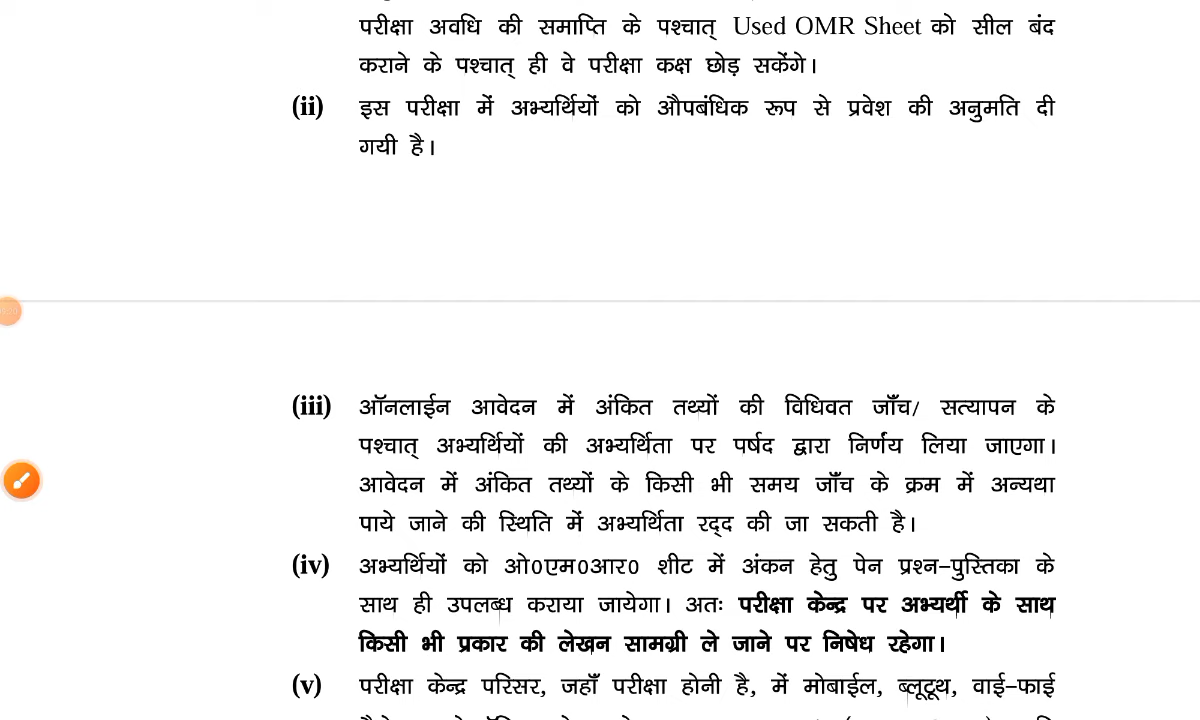 परीक्षा अवधि की समाप्ति के पश्चात् Used OMR Sheet को सील बंद
कराने के पश्चात् ही वे परीक्षा कक्ष छोड़ सकेंगे।
(ii) इस परीक्षा में अभ्यर्थियों को औपबंधिक रूप से प्रवेश की अनुमति दी
गयी है।
(iii) ऑनलाईन आवेदन में अंकित तथ्यों की विधिवत जाँच/ सत्यापन के
पश्चात् अभ्यर्थियों की अभ्यर्थिता पर पर्षद द्वारा निर्णय लिया जाएगा।
आवेदन में अंकित तथ्यों के किसी भी समय जाँच के क्रम में अन्यथा
पाये जाने की स्थिति में अभ्यर्थिता रद्द की जा सकती है।
(iv) अभ्यर्थियों को ओ0एम0आर0 शीट में अंकन हेतु पेन प्रश्न–पुस्तिका के
साथ ही उपलब्ध कराया जायेगा। अतः परीक्षा केन्द्र पर अभ्यर्थी के साथ
किसी भी प्रकार की लेखन सामग्री ले जाने पर निषेध रहेगा।
(v) परीक्षा केन्द्र परिसर, जहाँ परीक्षा होनी है, में मोबाईल, ब्लूटूथ, वाई–फाई